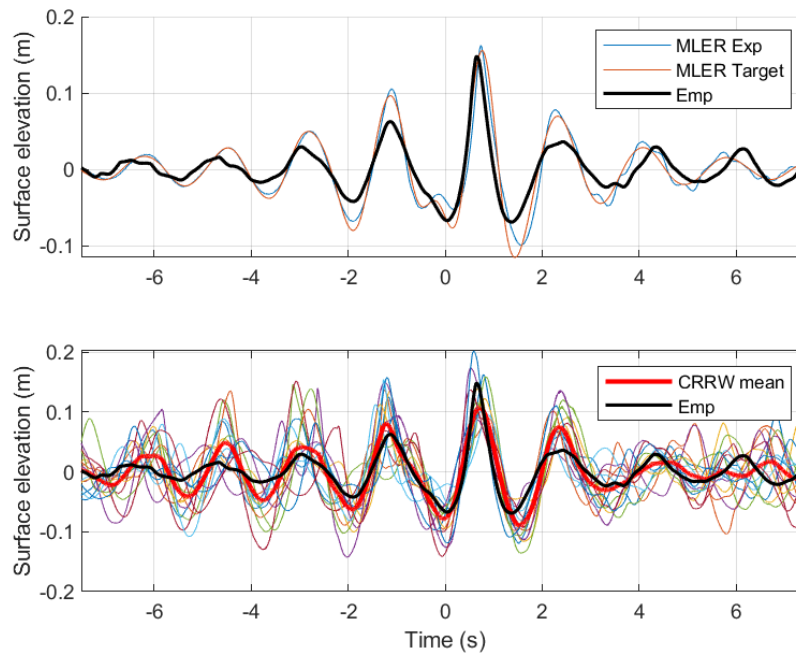 0.2
0.1
0
-0.1
Surface elevation (m)
MLER Exp
MLER Target
Emp
-6 -4 -2 0 2 4 6
0.2
0.1
0
-0.1
-0.2
Surface elevation (m)
CRRW mean
Emp
-6 -4 -2 0 2 4 6
Time (s)